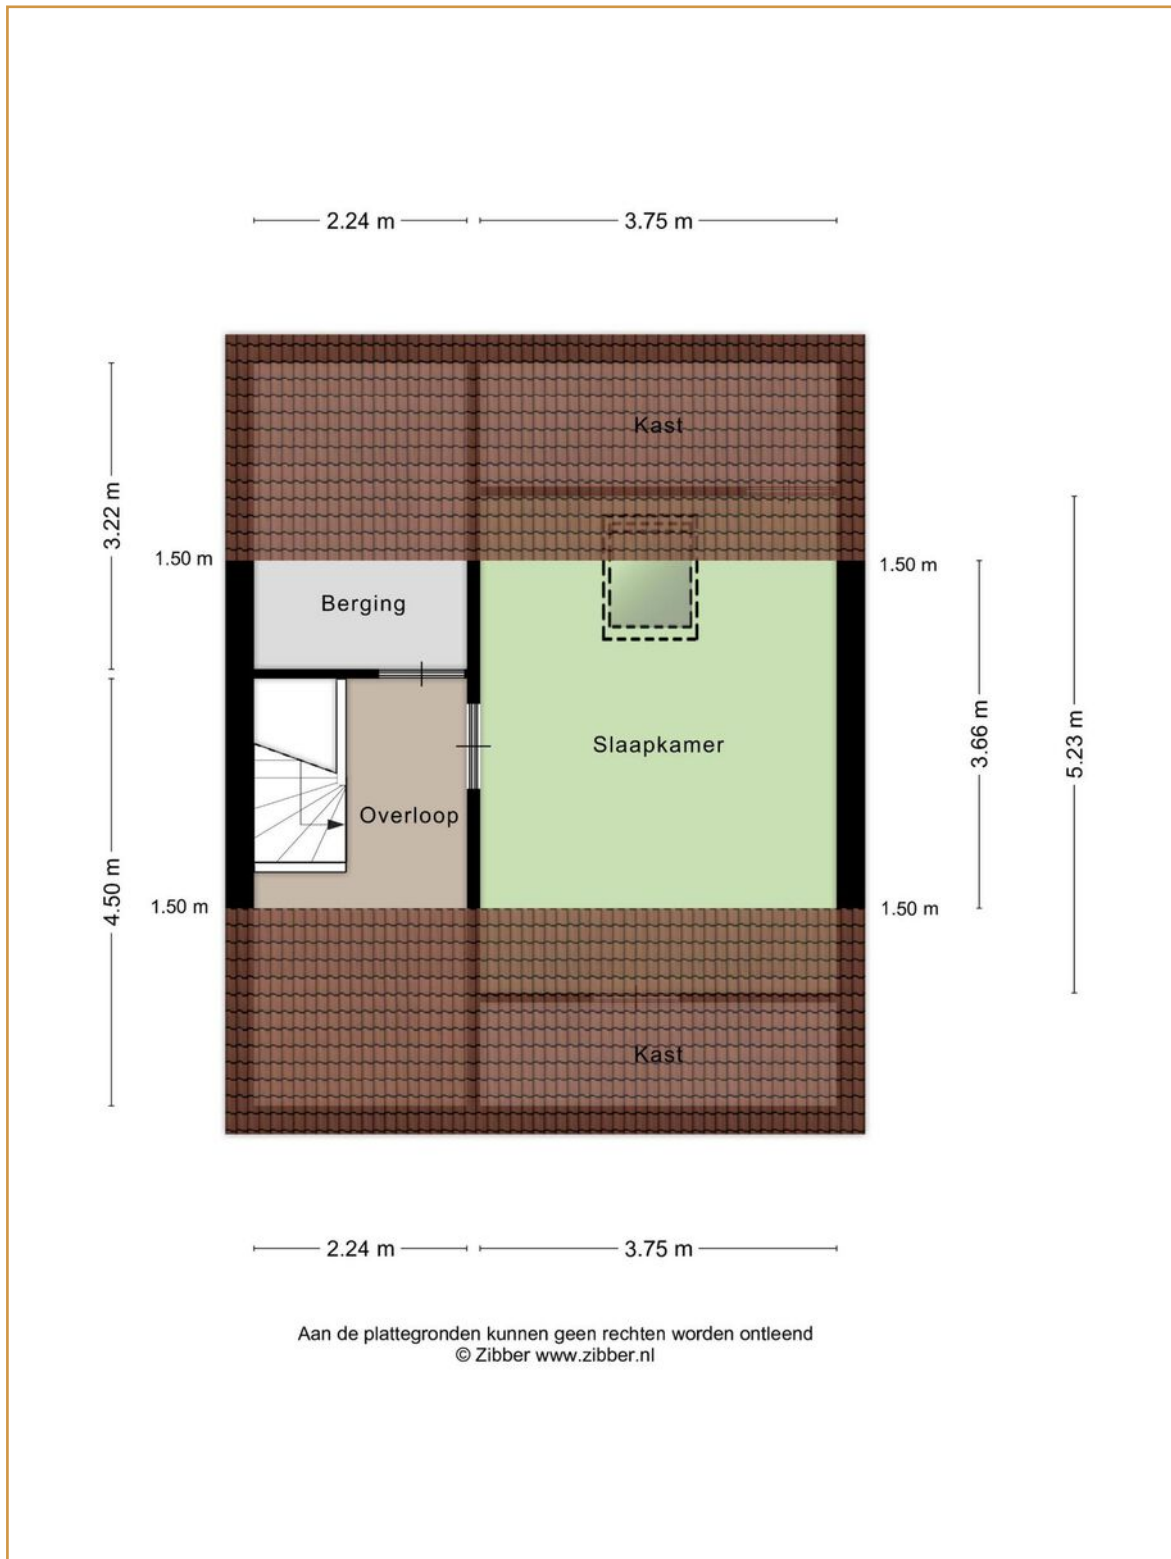 2.24 m 3.75 m
Kast
3.22 m
1.50 m 1.50 m
Berging
Slaapkamer
3.66 m
5.23 m
Overloop
4.50 m
1.50 m 1.50 m
Kast
2.24 m 3.75 m
Aan de plattegronden kunnen geen rechten worden ontleend
© Zibber www.zibber.nl